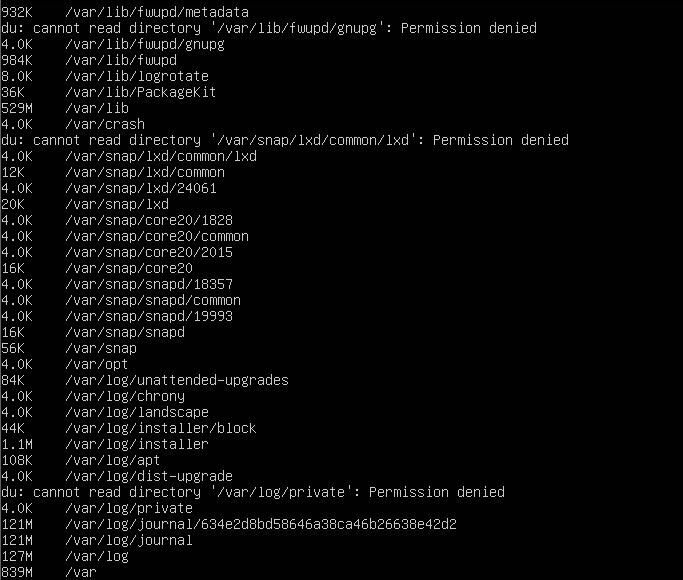 932K    /var/lib/fwupd/metadata
du: cannot read directory '/var/lib/fwupd/gnupg': Permission denied
4.0K    /var/lib/fwupd/gnupg
984K    /var/lib/fwupd
8.0K    /var/lib/logrotate
36K     /var/lib/PackageKit
529M    /var/lib
4.0K    /var/crash
du: cannot read directory '/var/snap/lxd/common/lxd': Permission denied
4.0K    /var/snap/lxd/common/lxd
12K     /var/snap/lxd/common
4.0K    /var/snap/lxd/24061
20K     /var/snap/lxd
4.0K    /var/snap/core20/1828
4.0K    /var/snap/core20/common
4.0K    /var/snap/core20/2015
16K     /var/snap/core20
4.0K    /var/snap/snapd/18357
4.0K    /var/snap/snapd/common
4.0K    /var/snap/snapd/19993
16K     /var/snap/snapd
56K     /var/snap
4.0K    /var/opt
84K     /var/log/unattended-upgrades
4.0K    /var/log/chrony
4.0K    /var/log/landscape
44K     /var/log/installer/block
1.1M    /var/log/installer
108K    /var/log/apt
4.0K    /var/log/dist-upgrade
du: cannot read directory '/var/log/private': Permission denied
4.0K    /var/log/private
121M    /var/log/journal/634e2d8bd58646a38ca46b26638e42d2
121M    /var/log/journal
127M    /var/log
839M    /var